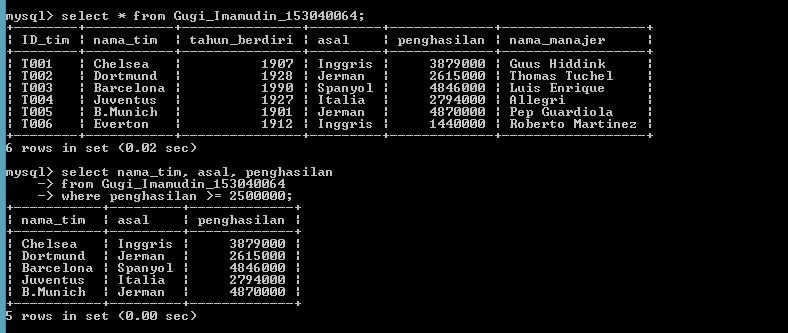 mysql> select * from Gugi_Imamudin_153040064;
+--------+-----------+---------------+---------+-------------+------------------+
| ID_tim | nama_tim  | tahun_berdiri | asal    | penghasilan | nama_manajer     |
+--------+-----------+---------------+---------+-------------+------------------+
| T001   | Chelsea   |          1907 | Inggris |     3879000 | Guus Hiddink     |
| T002   | Dortmund  |          1928 | Jerman  |     2615000 | Thomas Tuchel    |
| T003   | Barcelona |          1990 | Spanyol |     4846000 | Luis Enrique     |
| T004   | Juventus  |          1927 | Italia  |     2794000 | Allegri          |
| T005   | B.Munich  |          1901 | Jerman  |     4870000 | Pep Guardiola    |
| T006   | Everton   |          1912 | Inggris |     1440000 | Roberto Martinez |
+--------+-----------+---------------+---------+-------------+------------------+
6 rows in set (0.02 sec)
mysql> select nama_tim, asal, penghasilan
    -> from Gugi_Imamudin_153040064
    -> where penghasilan >= 2500000;
+-----------+---------+-------------+
| nama_tim  | asal    | penghasilan |
+-----------+---------+-------------+
| Chelsea   | Inggris |     3879000 |
| Dortmund  | Jerman  |     2615000 |
| Barcelona | Spanyol |     4846000 |
| Juventus  | Italia  |     2794000 |
| B.Munich  | Jerman  |     4870000 |
+-----------+---------+-------------+
5 rows in set (0.00 sec)